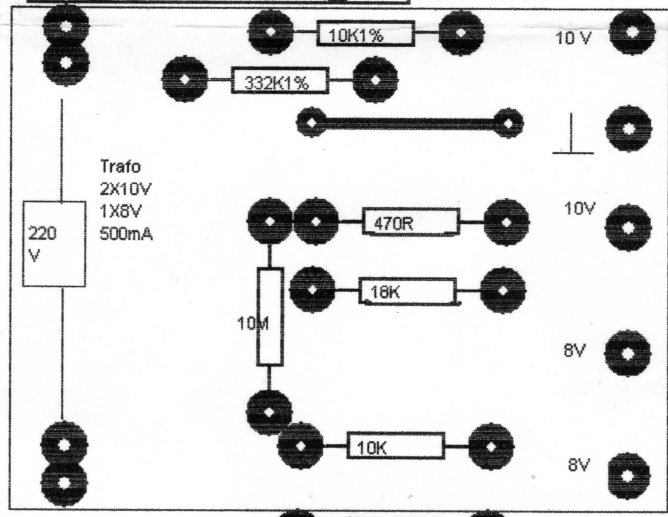 10K1%
10 V
332K1%
Trafo
2X10V
1X8V
500mA
220
V
10V
470R
18K
10M
8V
10K
8V